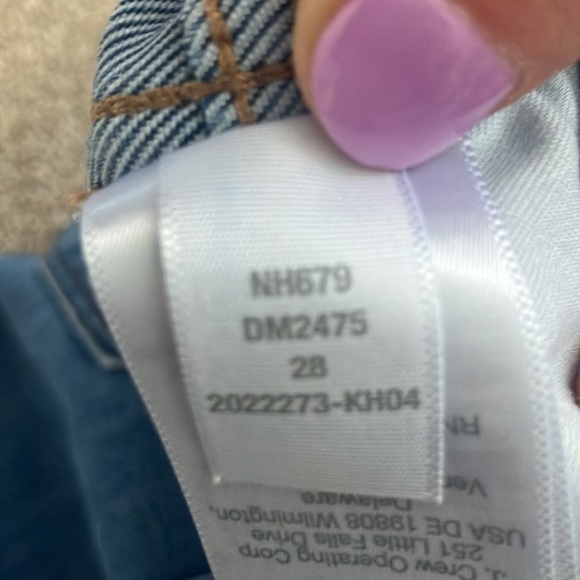 NH679
DM2475
28
2022273-KH04
J. Crew Operating Corp
251 Little Falls Drive
USA DE 19808 Wilmington,
Delaware